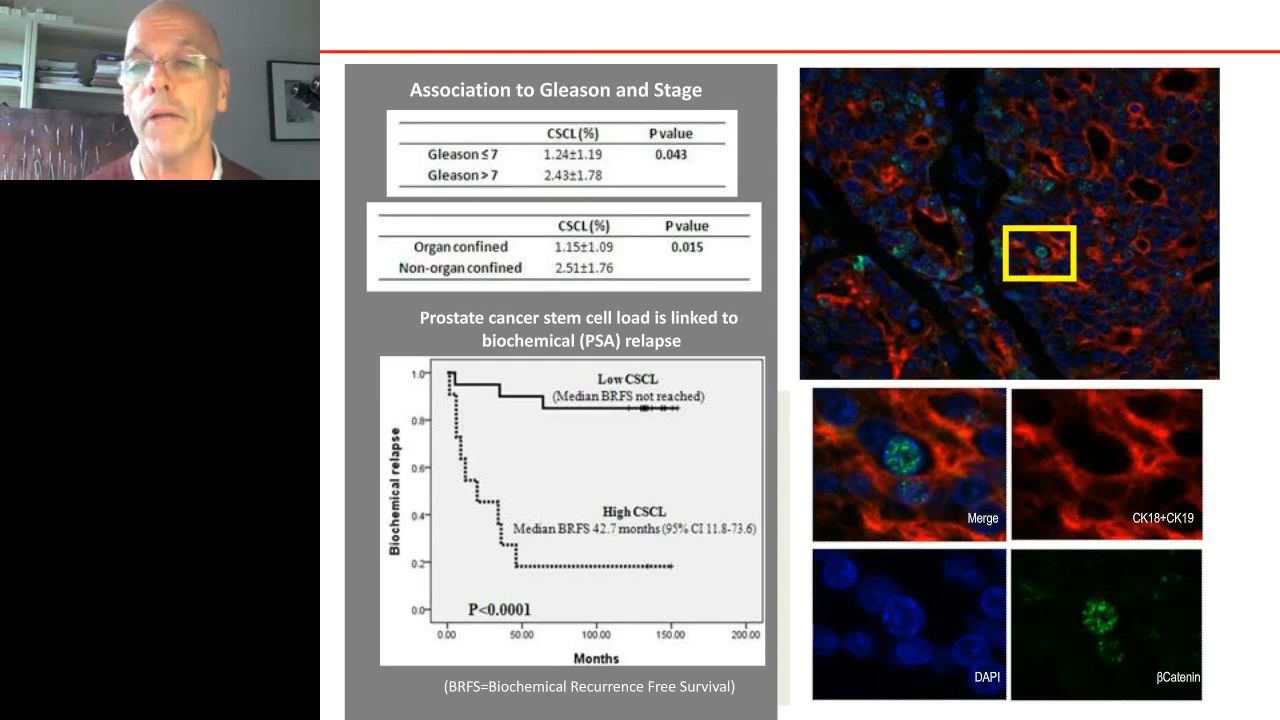 Association to Gleason and Stage
CSCL(%) P value
Gleason ≤ 7 1.24±1.19 0.043
Gleason > 7 2.43±1.78
CSCL(%) P value
Organ confined 1.15±1.09 0.015
Non-organ confined 2.51±1.76
Prostate cancer stem cell load is linked to
biochemical (PSA) relapse
Biochemical relapse
1.0
0.8
0.6
0.4
0.2
0.0
Low CSCL
(Median BRFS not reached)
High CSCL
Median BRFS 42.7 months (95% CI 11.8-73.6)
P<0.0001
0.00 50.00 100.00 150.00 200.00
Months
(BRFS=Biochemical Recurrence Free Survival)
Merge
CK18+CK19
DAPI
βCatenin